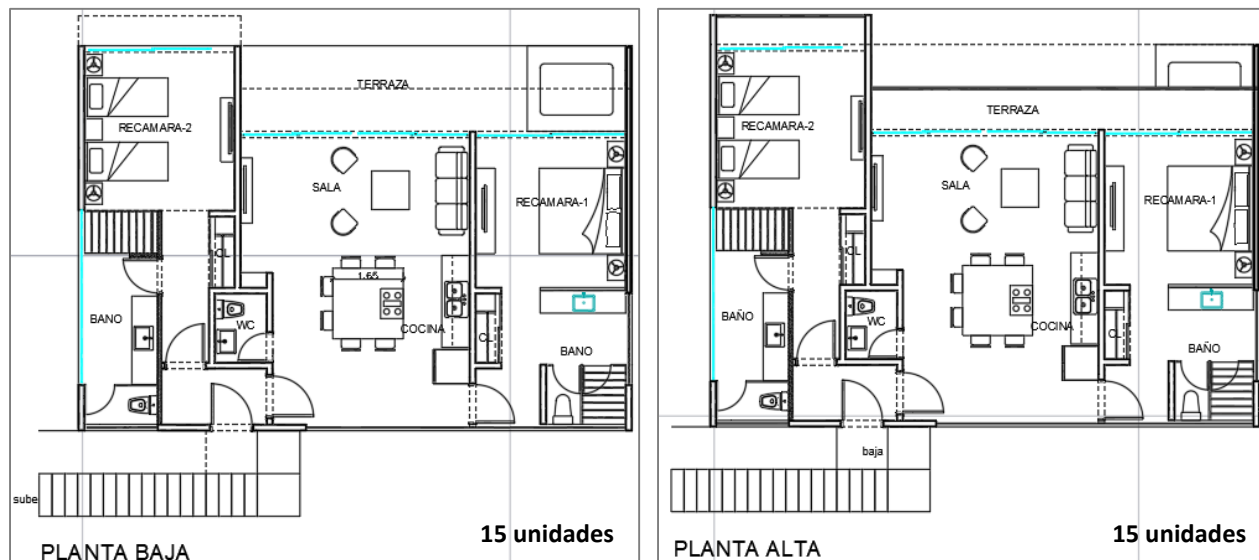 TERRAZA
RECAMARA-2
SALA
RECAMARA-1
CL
1.65
BANO
WC
COCINA
CL
BANO
sube
15 unidades
PLANTA BAJA
TERRAZA
RECAMARA-2
SALA
RECAMARA-1
CL
BAÑO
WC
COCINA
CL
BAÑO
baja
15 unidades
PLANTA ALTA